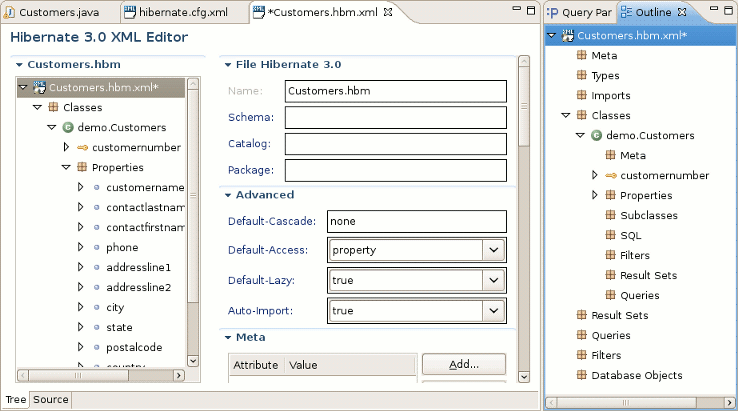 Customers.java
hibernate.cfg.xml
*Customers.hbm.xml
Hibernate 3.0 XML Editor
Customers.hbm
Customers.hbm.xml*
Classes
demo.Customers
customernumber
Properties
customername
contactlastnam
contactfirstnam
phone
addressline1
addressline2
city
state
postalcode
country
File Hibernate 3.0
Name: Customers.hbm
Schema:
Catalog:
Package:
Advanced
Default-Cascade: none
Default-Access: property
Default-Lazy: true
Auto-Import: true
Meta
Attribute Value
Add...
Tree Source
Query Par
Outline
Customers.hbm.xml*
Meta
Types
Imports
Classes
demo.Customers
Meta
customernumber
Properties
Subclasses
SQL
Filters
Result Sets
Queries
Result Sets
Queries
Filters
Database Objects